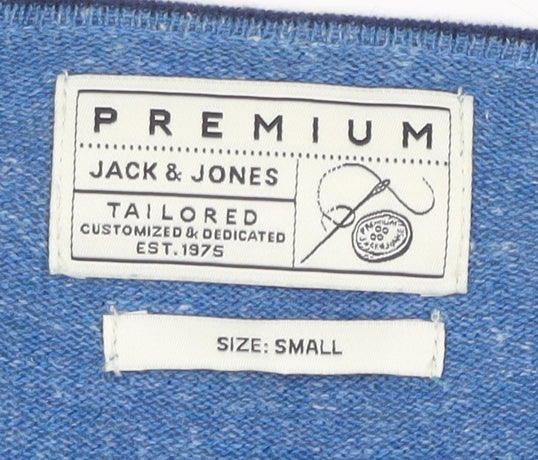 PREMIUM
JACK & JONES
TAILORED
CUSTOMIZED & DEDICATED
EST. 1975
SIZE: SMALL